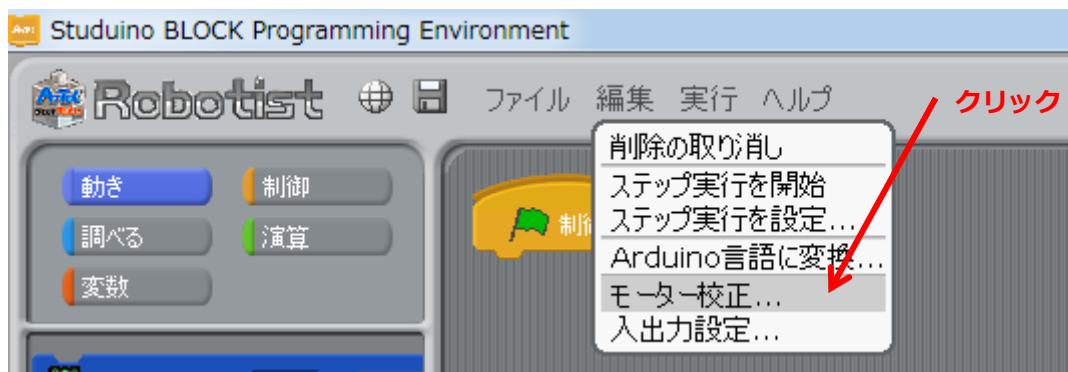 Studuino BLOCK Programming Environment
Robotist ファイル 編集 実行 ヘルプ
クリック
動き 制御
調べる 演算
変数
制御
削除の取り消し
ステップ実行を開始
ステップ実行を設定...
Arduino言語に変換...
モーター校正...
入出力設定...